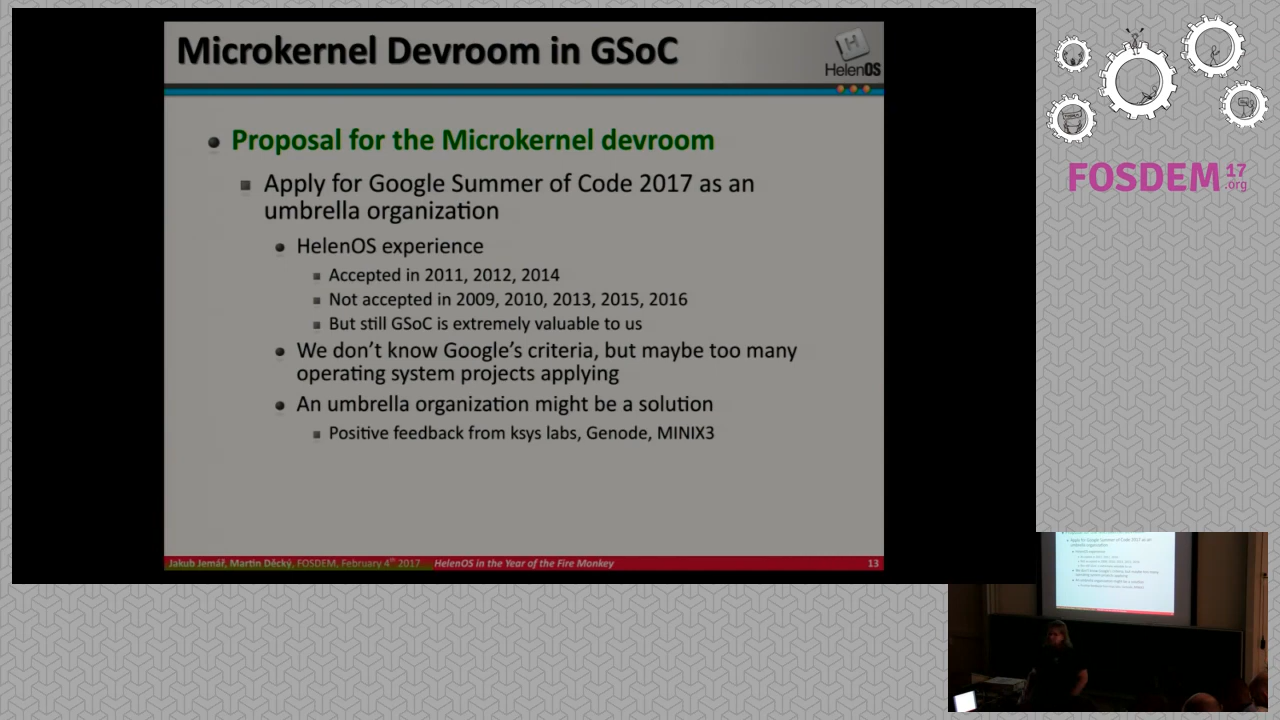 Microkernel Devroom in GSoC
HelenOS
Proposal for the Microkernel devroom
Apply for Google Summer of Code 2017 as an
umbrella organization
HelenOS experience
Accepted in 2011, 2012, 2014
Not accepted in 2009, 2010, 2013, 2015, 2016
But still GSoC is extremely valuable to us
We don't know Google's criteria, but maybe too many
operating system projects applying
An umbrella organization might be a solution
Positive feedback from ksys labs, Genode, MINIX3
Jakub Jemář, Martin Děcký, FOSDEM, February 4th 2017 HelenOS in the Year of the Fire Monkey 13
FOSDEM 17
.org